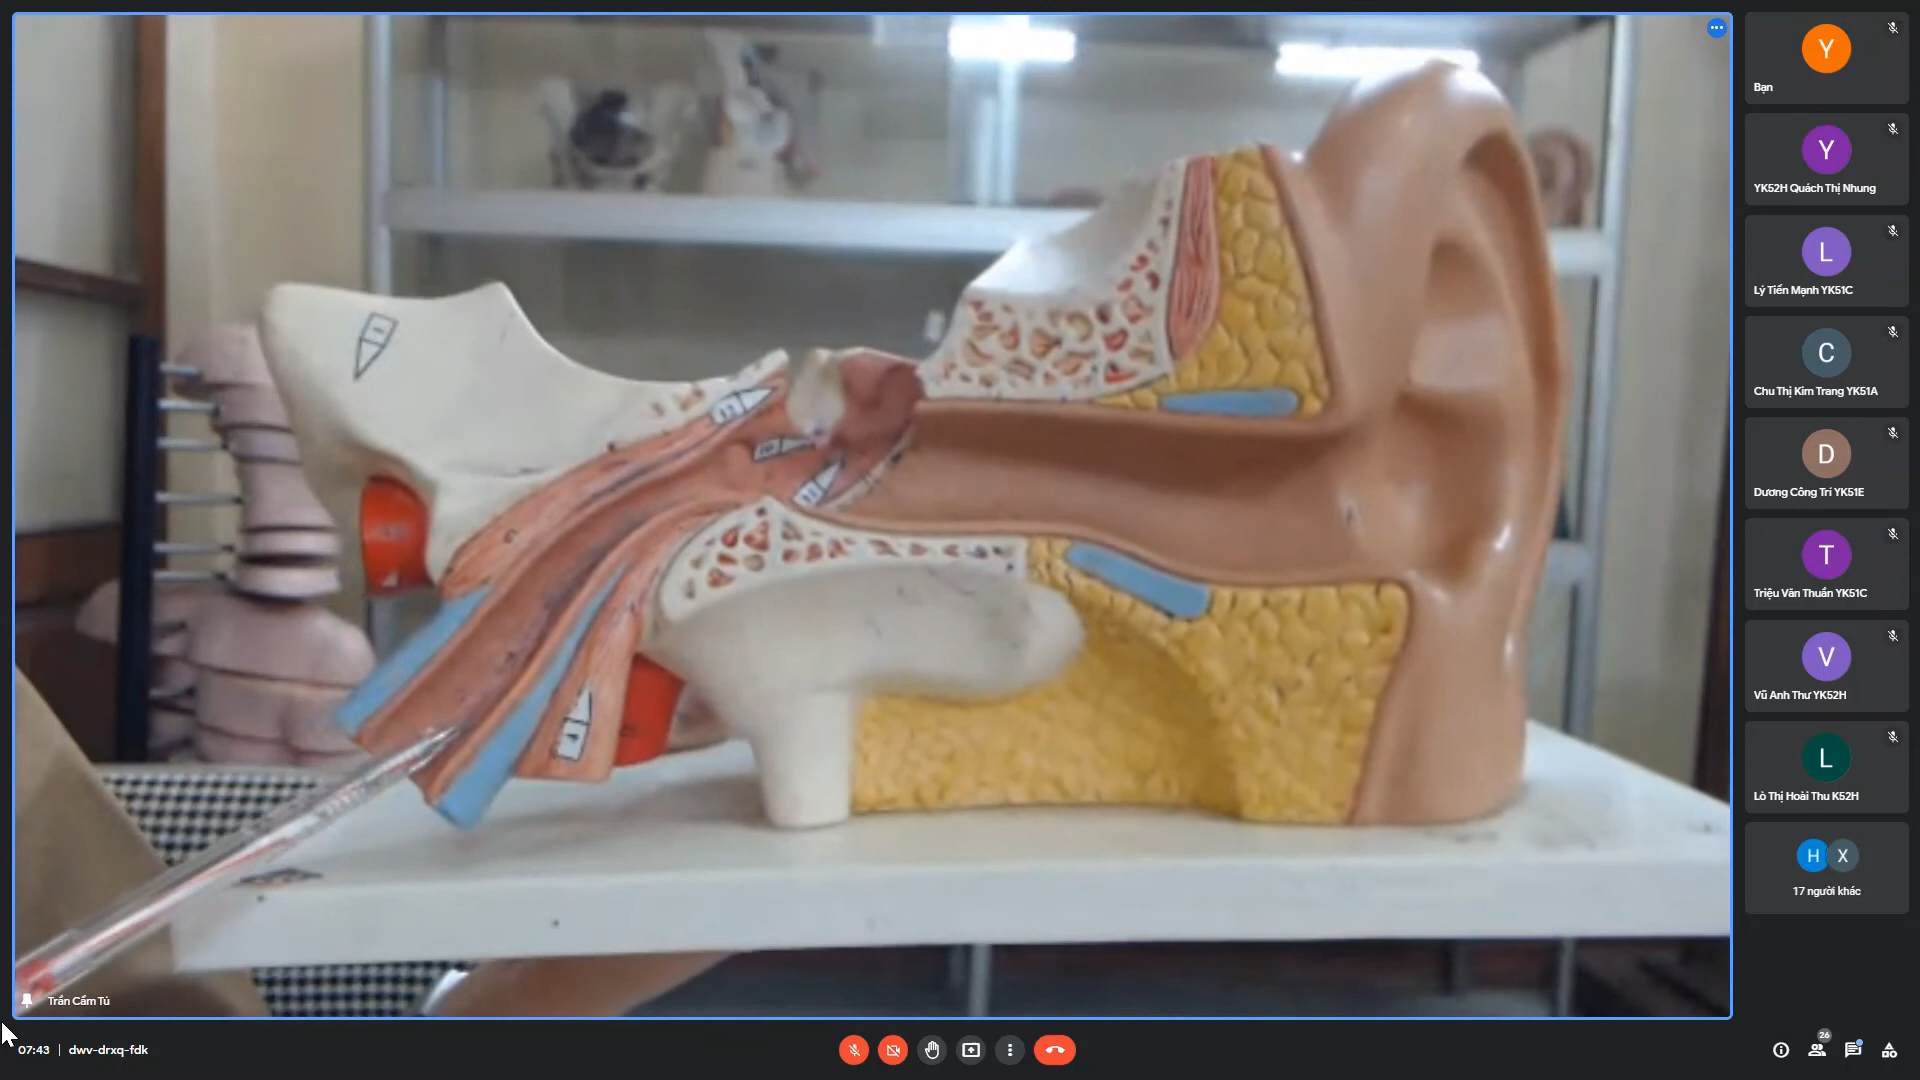 Y
Bạn
Y
YK52H Quách Thị Nhung
L
Lý Tiến Mạnh YK51C
C
Chu Thị Kim Trang YK51A
D
Dương Công Trí YK51E
T
Triệu Văn Thuần YK51C
V
Vũ Anh Thư YK52H
L
Lò Thị Hoài Thu K52H
H X
17 người khác
Trần Cẩm Tú
07:43 | dwv-drxq-fdk
26
1
4